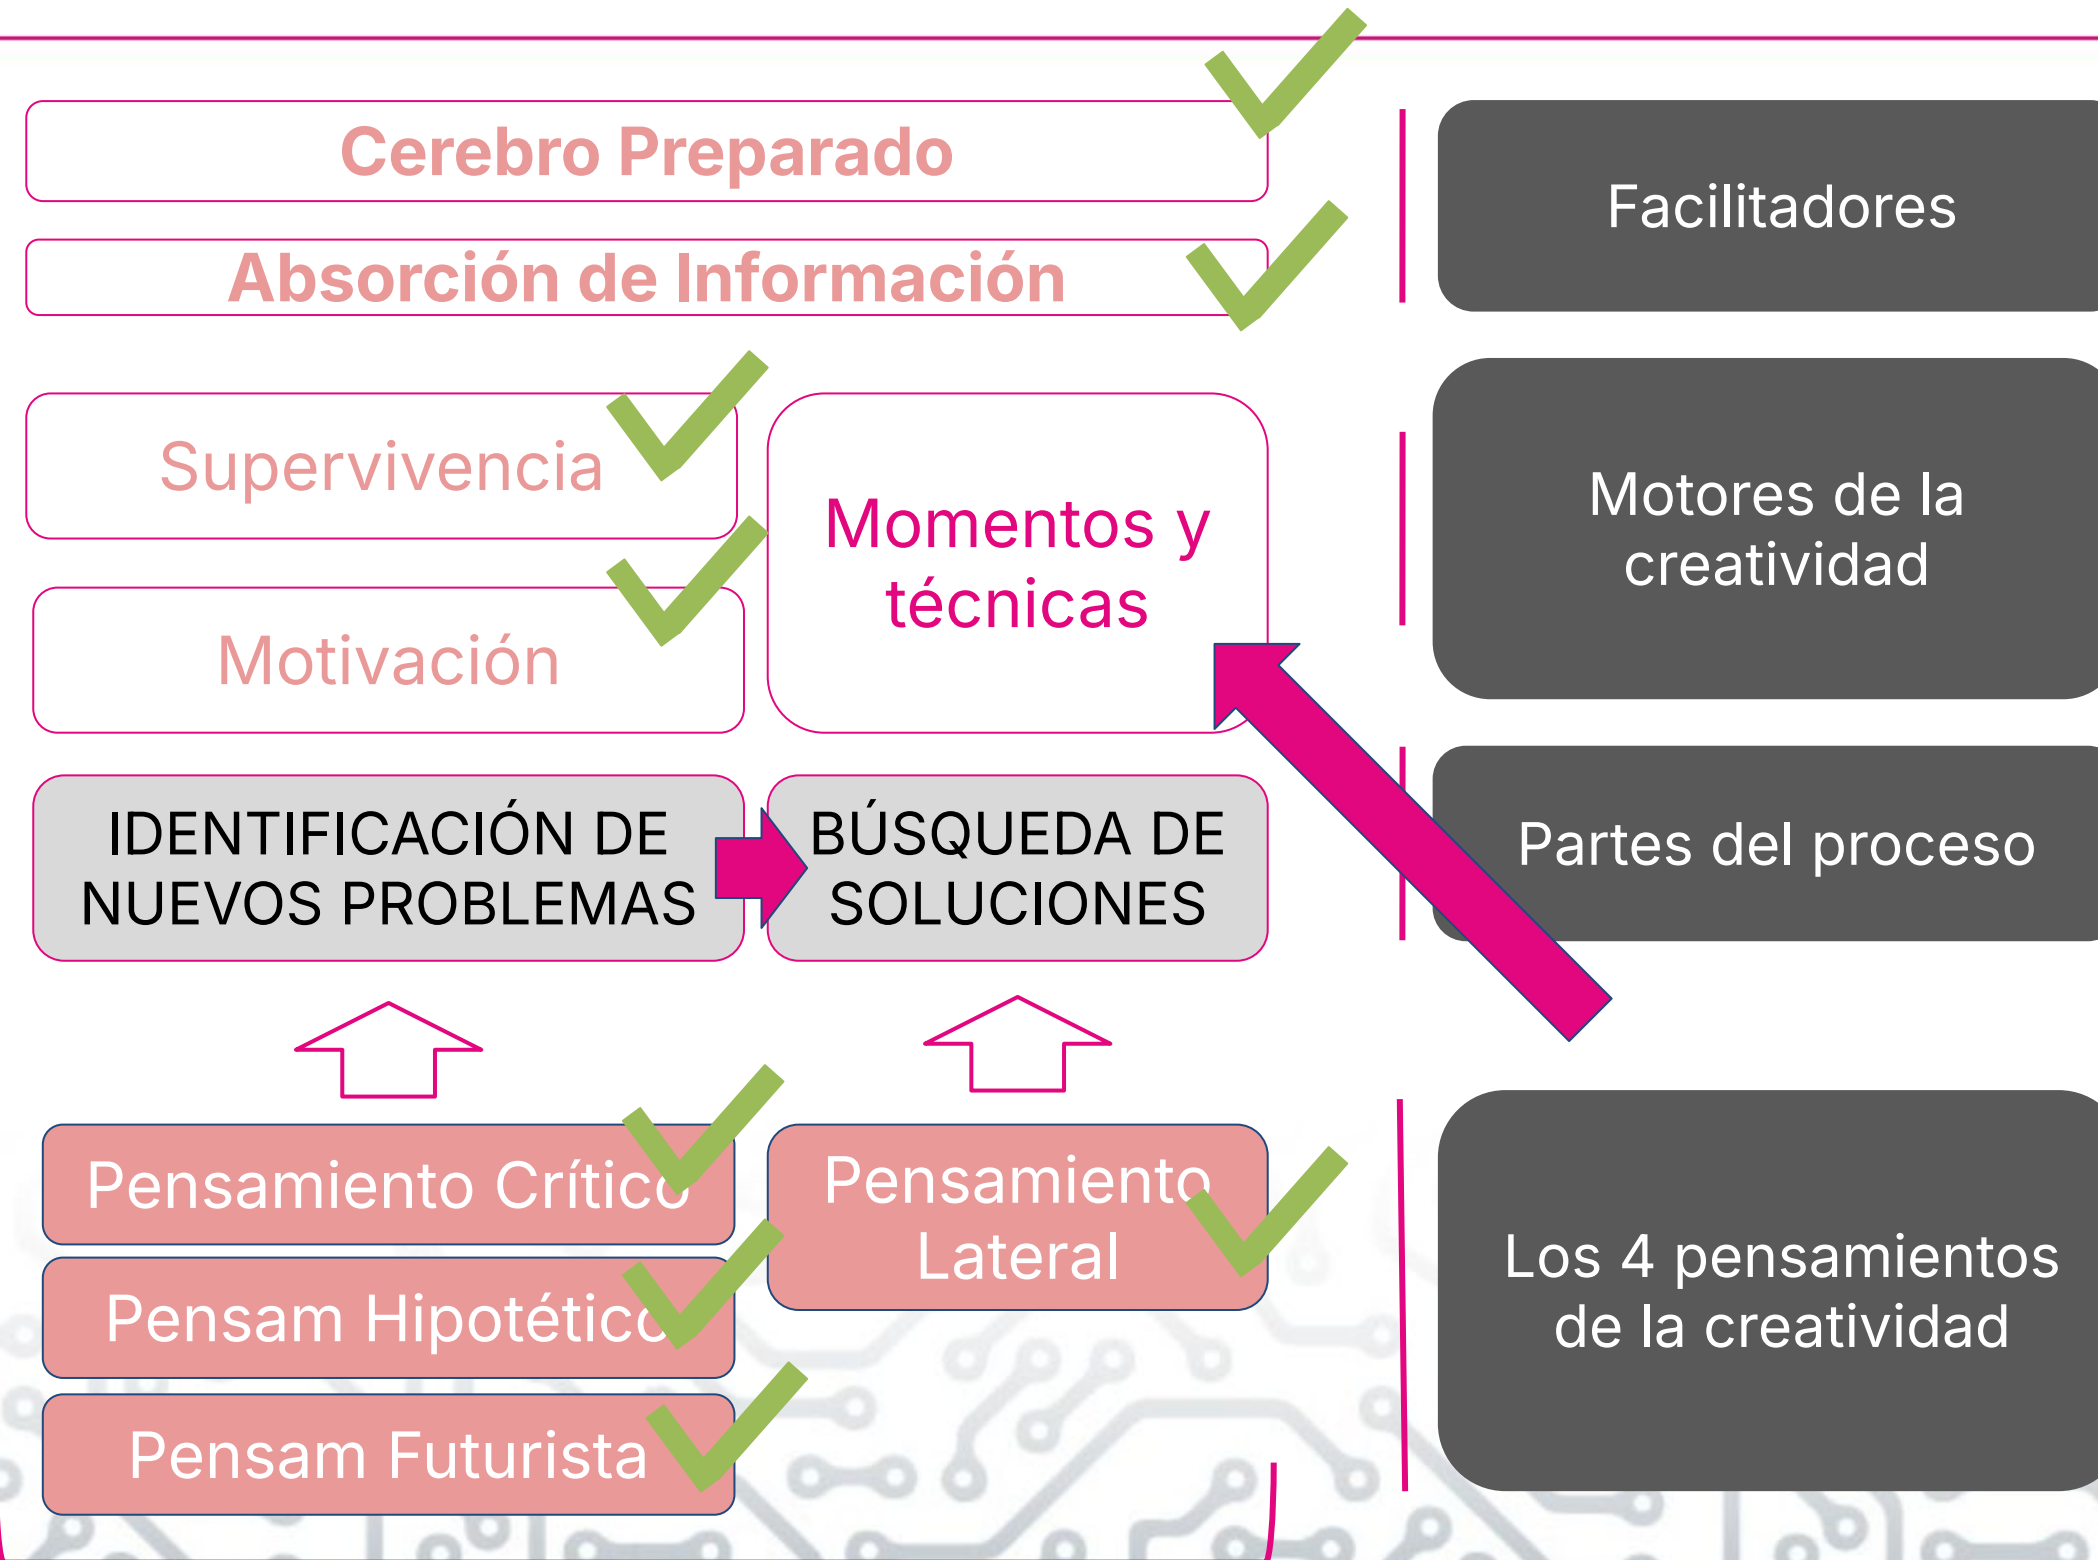 Cerebro Preparado
Absorción de Información
Facilitadores
Supervivencia
Motivación
Momentos y
técnicas
Motores de la
creatividad
IDENTIFICACIÓN DE
NUEVOS PROBLEMAS
BÚSQUEDA DE
SOLUCIONES
Partes del proceso
Pensamiento Crítico
Pensam Hipotético
Pensam Futurista
Pensamiento
Lateral
Los 4 pensamientos
de la creatividad